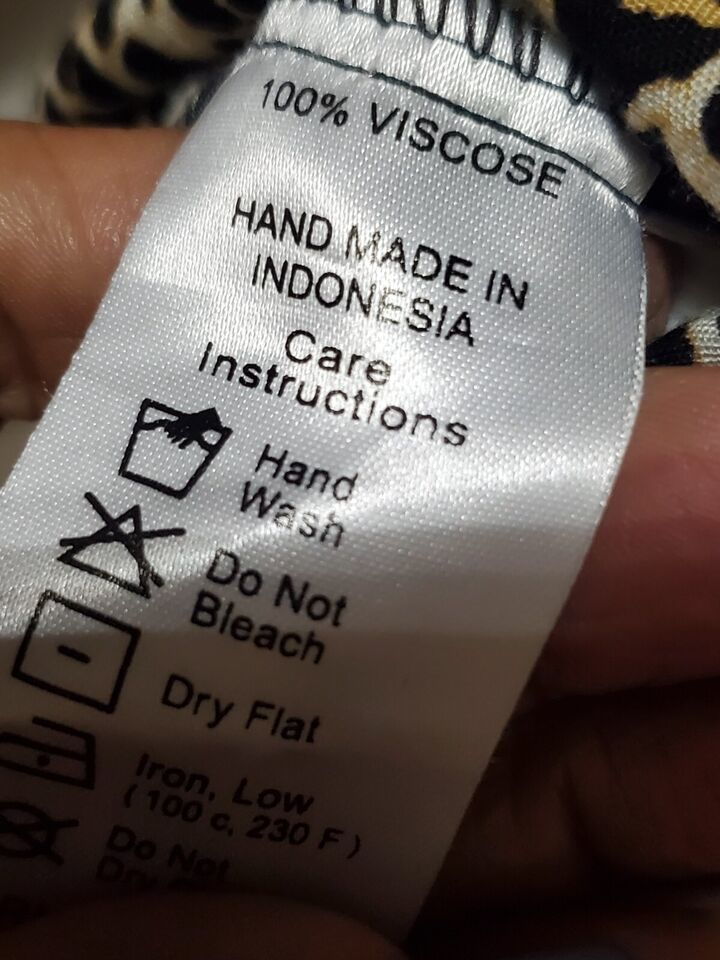 100% VISCOSE
HAND MADE IN
INDONESIA
Care
Instructions
Hand
Wash
Do Not
Bleach
Dry Flat
Iron, Low
(100 c, 230 F)
Do Not
Dry